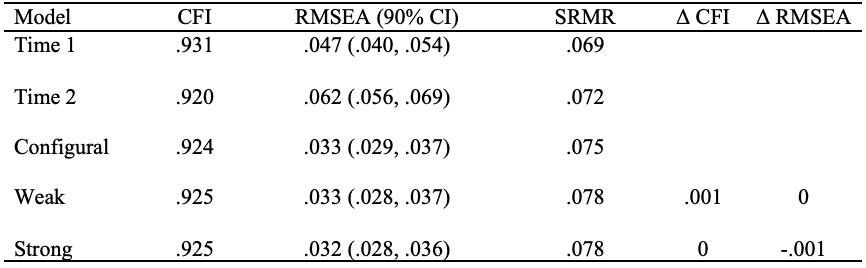 Model CFI RMSEA (90% CI) SRMR Δ CFI Δ RMSEA
Time 1 .931 .047 (.040, .054) .069
Time 2 .920 .062 (.056, .069) .072
Configural .924 .033 (.029, .037) .075
Weak .925 .033 (.028, .037) .078 .001 0
Strong .925 .032 (.028, .036) .078 0 -.001